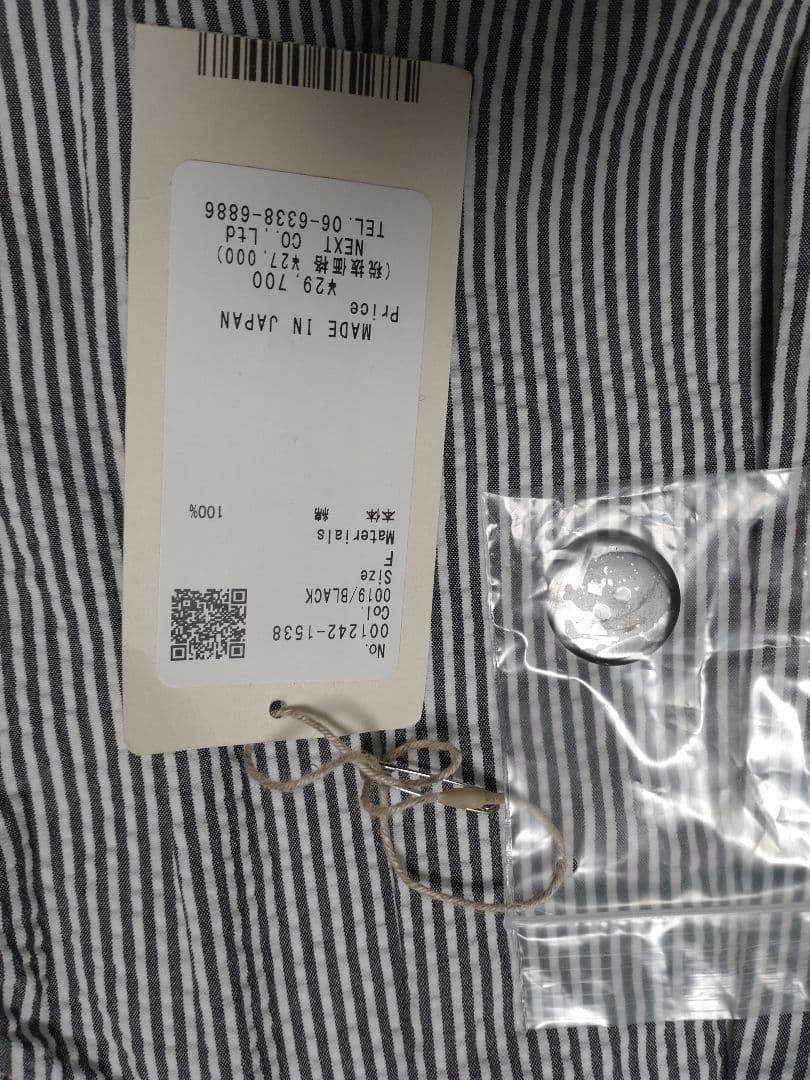 No.
001242-1538
Col.
0019/BLACK
Size
F
Materials
本体 綿 100%
MADE IN JAPAN
Price
¥29,700
(税抜価格 ¥27,000)
NEXT CO.,Ltd
TEL.06-6338-6886